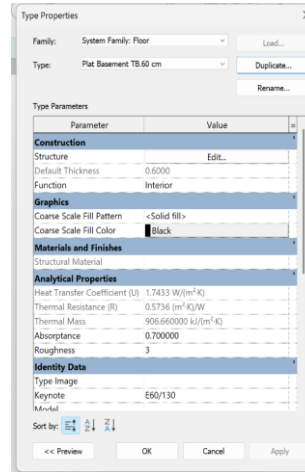 Type Properties
Family: System Family: Floor Load...
Type: Plat Basement TB.60 cm Duplicate...
Rename...
Type Parameters
Parameter Value =
Construction
Structure Edit...
Default Thickness 0.6000
Function Interior
Graphics
Coarse Scale Fill Pattern <Solid fill>
Coarse Scale Fill Color Black
Materials and Finishes
Structural Material
Analytical Properties
Heat Transfer Coefficient (U) 1.7433 W/(m²·K)
Thermal Resistance (R) 0.5736 (m²·K)/W
Thermal Mass 906.660000 kJ/(m²·K)
Absorptance 0.700000
Roughness 3
Identity Data
Type Image
Keynote E60/130
Model
Sort by:
<< Preview OK Cancel Apply